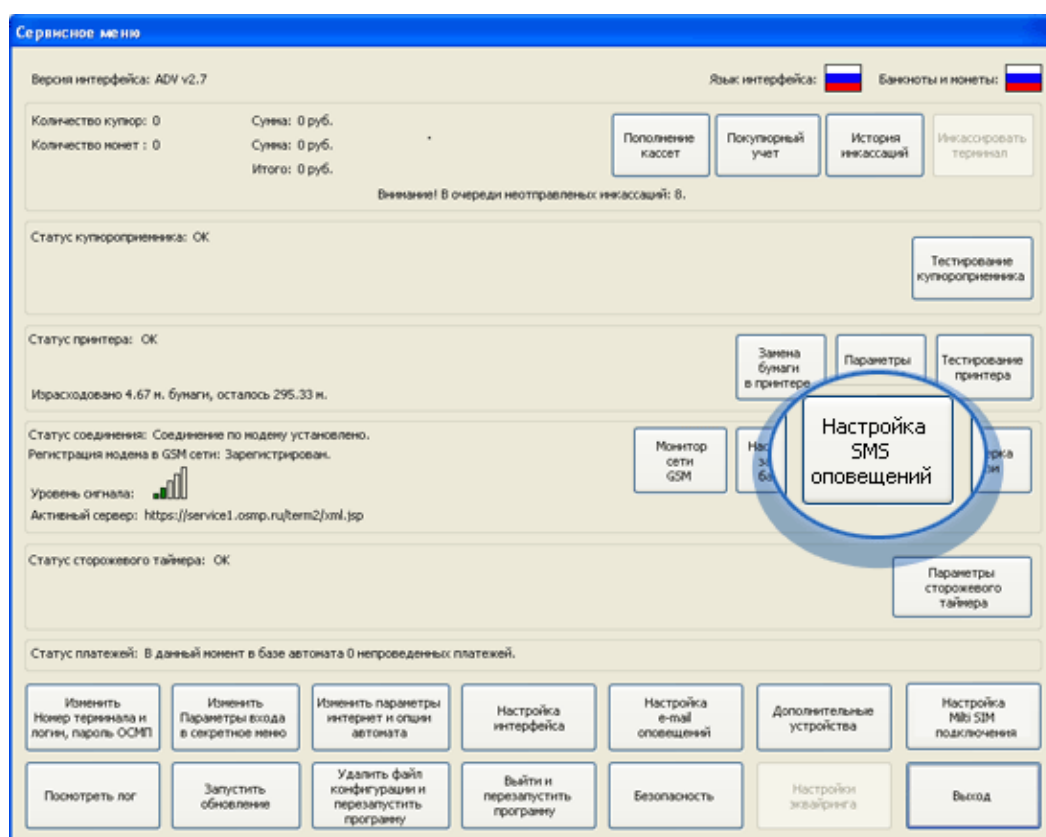 Сервисное меню
Версия интерфейса: ADV v2.7
Язык интерфейса:
Банкноты и монеты:
Количество купюр: 0
Сумма: 0 руб.
Количество монет : 0
Сумма: 0 руб.
Итого: 0 руб.
Пополнение
кассет
Покупюрный
учет
История
инкассаций
Инкассировать
терминал
Внимание! В очереди неотправленых инкассаций: 8.
Статус купюроприемника: OK
Тестирование
купюроприемника
Статус принтера: OK
Замена
бумаги
в принтере
Параметры
Тестирование
принтера
Израсходовано 4.67 м. бумаги, осталось 295.33 м.
Статус соединения: Соединение по модему установлено.
Регистрация модема в GSM сети: Зарегистрирован.
Уровень сигнала:
Активный сервер: https://service1.osmp.ru/term2/xml.jsp
Монитор
сети
GSM
Настройка
SMS
оповещений
Статус сторожевого таймера: OK
Параметры
сторожевого
таймера
Статус платежей: В данный момент в базе автомата 0 непроведенных платежей.
Изменить
Номер терминала и
логин, пароль ОСМП
Изменить
Параметры входа
в секретное меню
Изменить параметры
интернет и опции
автомата
Настройка
интерфейса
Настройка
e-mail
оповещений
Дополнительные
устройства
Настройка
Milti SIM
подключения
Посмотреть лог
Запустить
обновление
Удалить файл
конфигурации и
перезапустить
программу
Выйти и
перезапустить
программу
Безопасность
Настройки
эквайринга
Выход